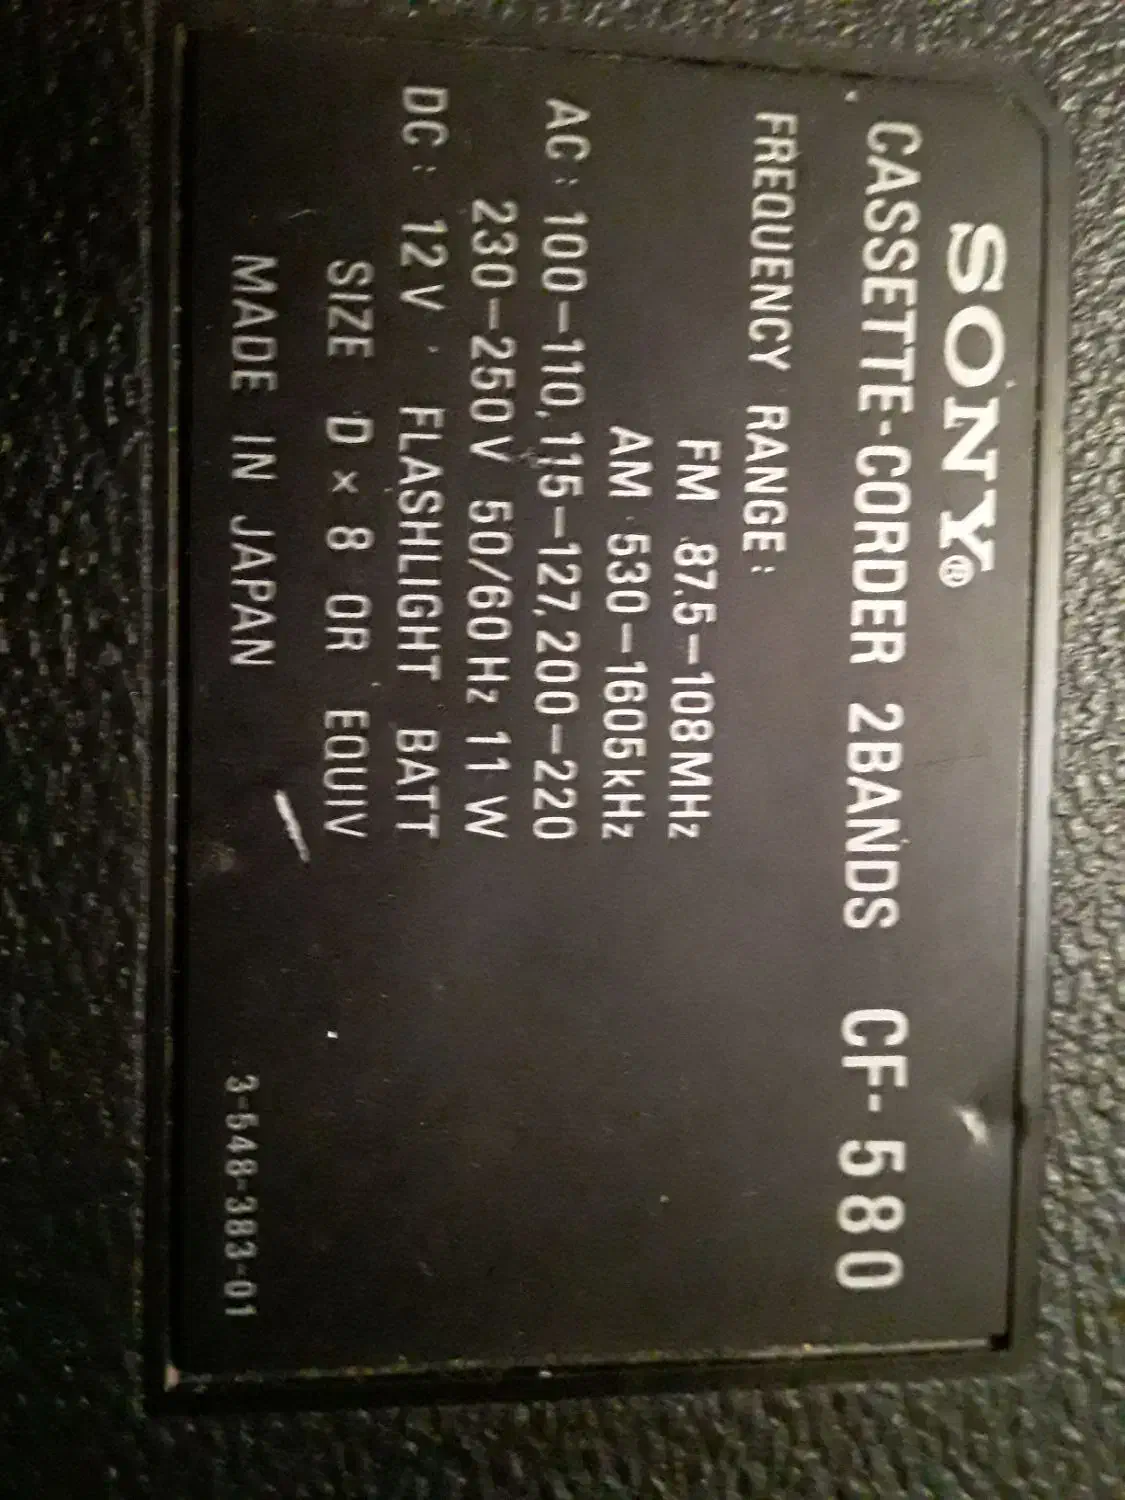 SONY®
CASSETTE-CORDER 2BANDS CF-580
FREQUENCY RANGE:
FM 87.5-108MHz
AM 530-1605kHz
AC: 100-110, 115-127, 200-220
230-250V 50/60Hz 11W
DC: 12V · FLASHLIGHT BATT
SIZE D × 8 OR EQUIV
MADE IN JAPAN
3-548-383-01